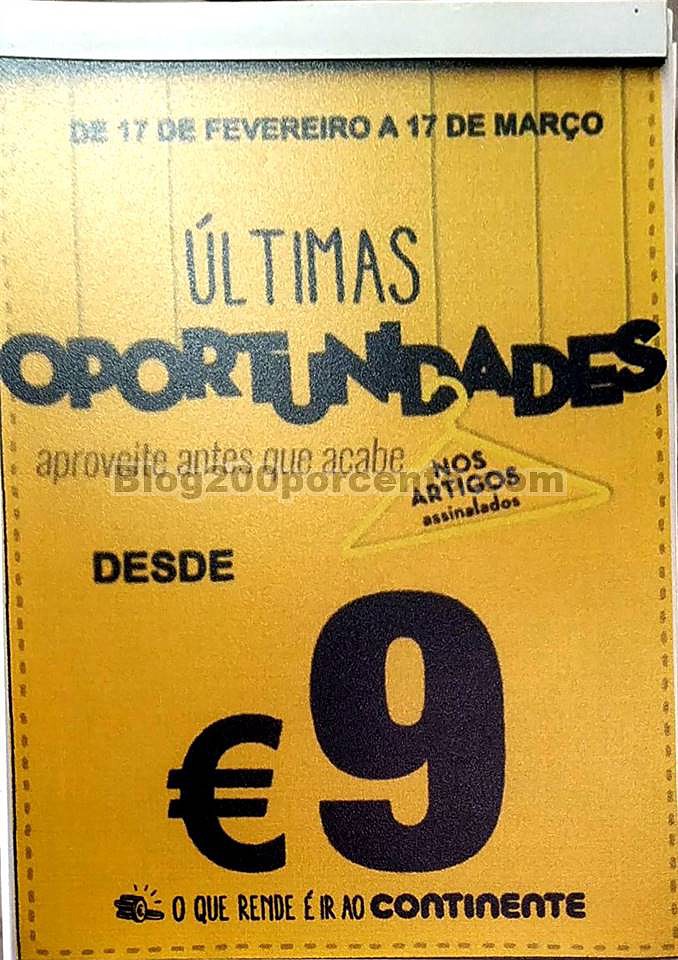 DE 17 DE FEVEREIRO A 17 DE MARÇO
ÚLTIMAS
OPORTUNIDADES
aproveite antes que acabe
NOS
ARTIGOS
assinalados
Blog200porcento.com
DESDE
€9
O QUE RENDE É IR AO CONTINENTE